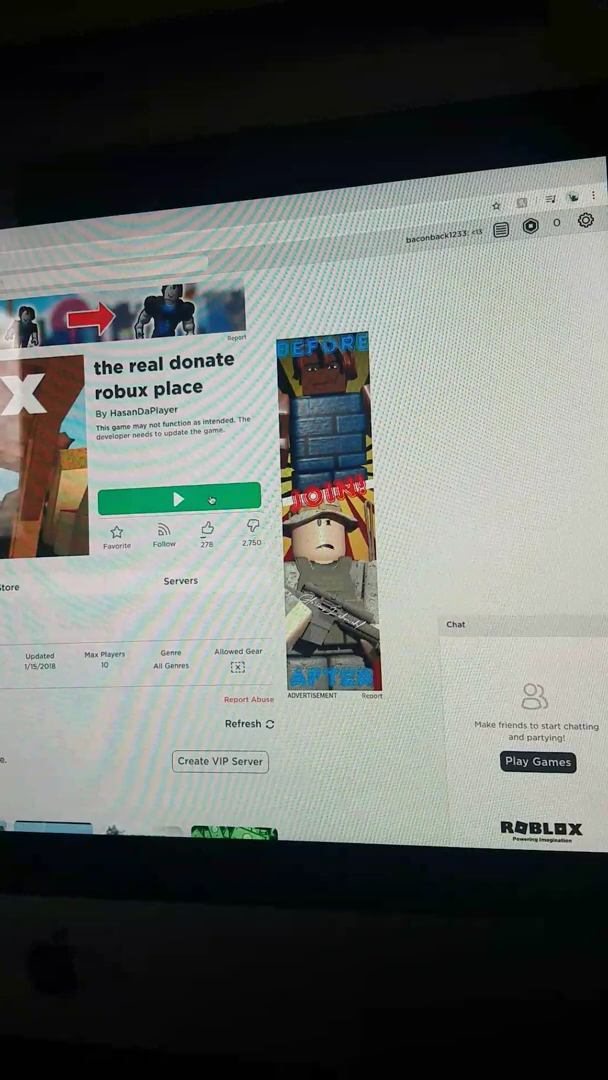 baconback1233: <13
0
Report
BEFORE
X
the real donate
robux place
By HasanDaPlayer
This game may not function as intended. The
developer needs to update the game.
JOIN!
Favorite
Follow
278
2,750
tore
Servers
Updated
Max Players
Genre
Allowed Gear
1/15/2018
10
All Genres
AFTER
Report Abuse
ADVERTISEMENT
Report
Refresh
e.
Create VIP Server
Chat
Make friends to start chatting
and partying!
Play Games
ROBLOX
Powering Imagination